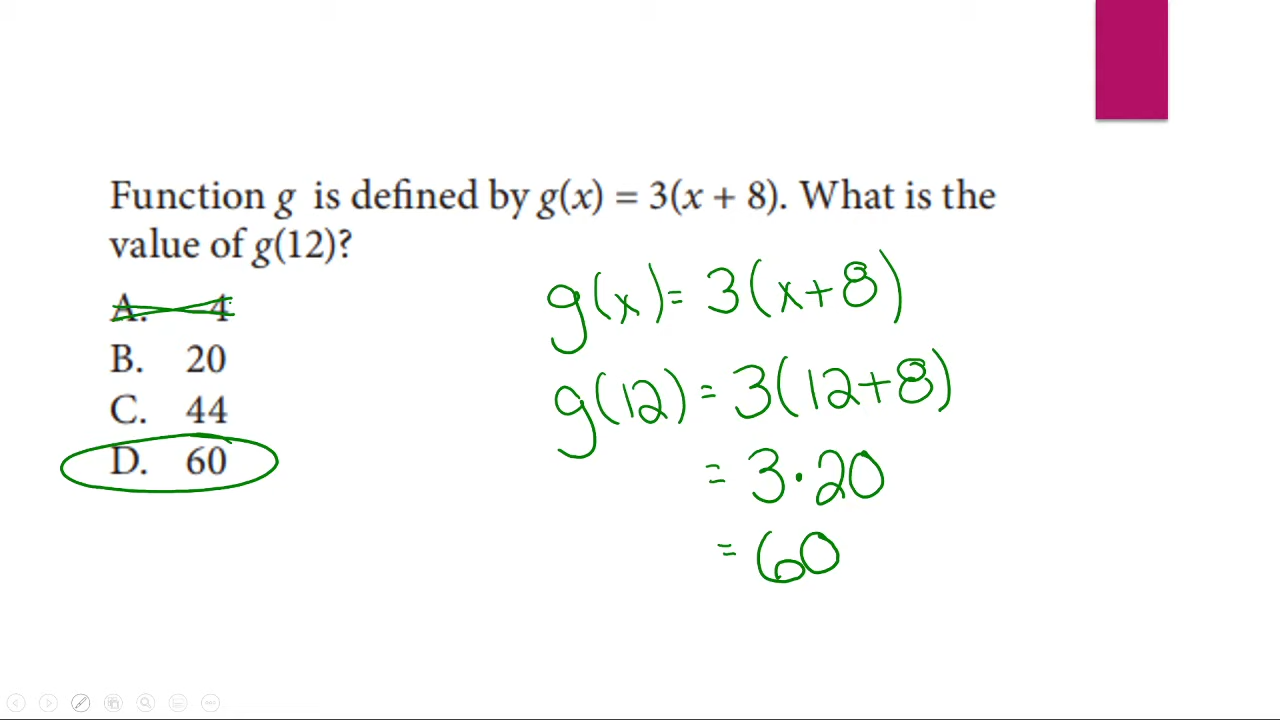 Function g is defined by g(x) = 3(x + 8). What is the
value of g(12)?
A. 4
B. 20
C. 44
D. 60
g(x) = 3(x+8)
g(12) = 3(12+8)
= 3·20
= 60